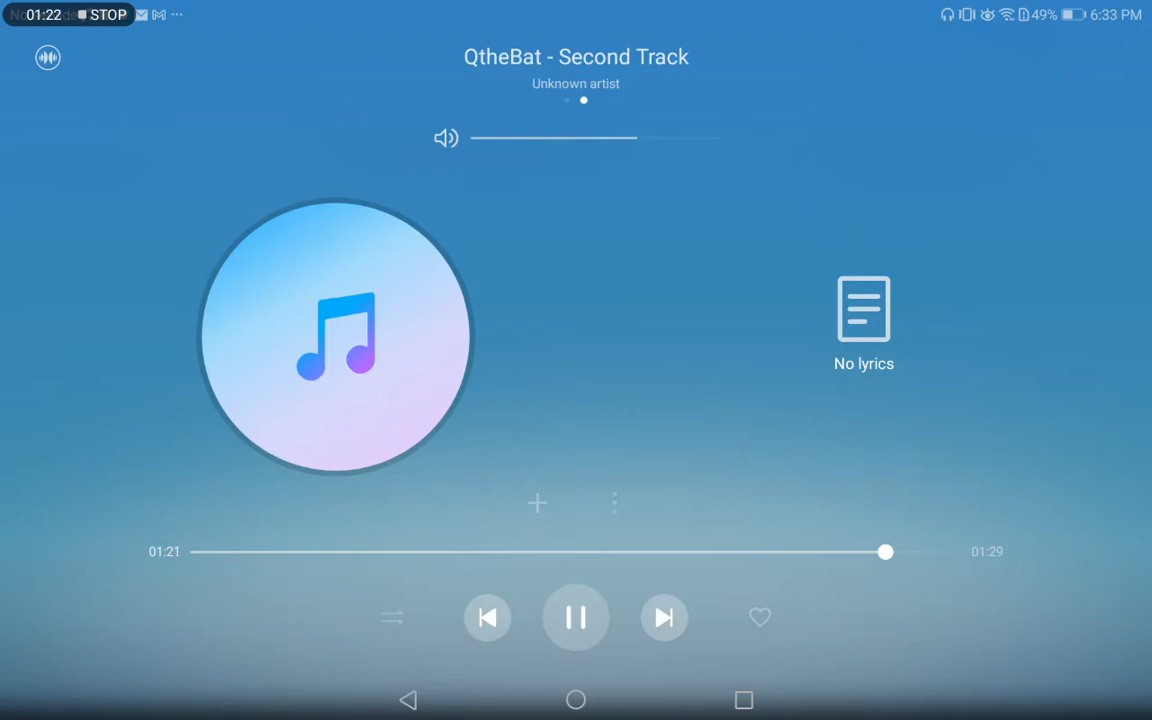 01:22 STOP
49% 6:33 PM
QtheBat - Second Track
Unknown artist
No lyrics
01:21
01:29